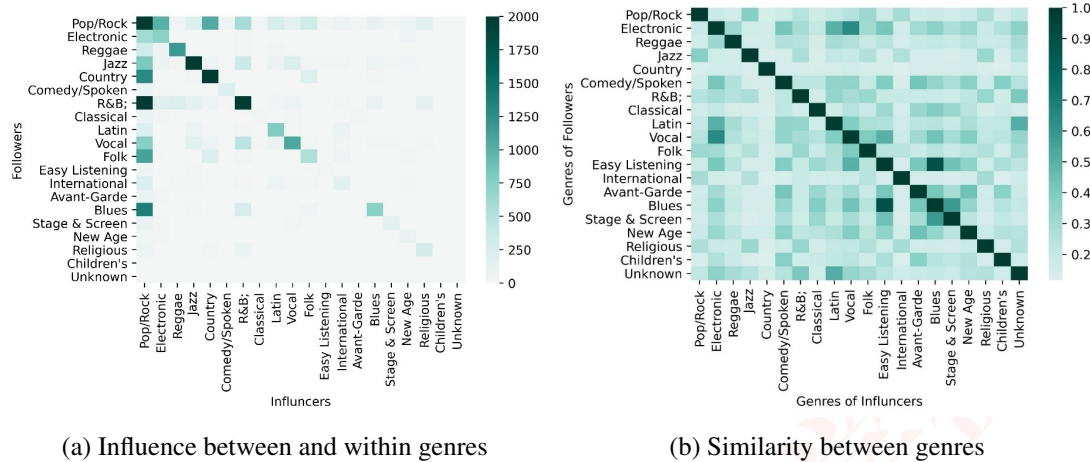 Pop/Rock
Electronic
Reggae
Jazz
Country
Comedy/Spoken
R&B;
Classical
Latin
Vocal
Folk
Easy Listening
International
Avant-Garde
Blues
Stage & Screen
New Age
Religious
Children's
Unknown
Followers
Pop/Rock
Electronic
Reggae
Jazz
Country
Comedy/Spoken
R&B;
Classical
Latin
Vocal
Folk
Easy Listening
International
Avant-Garde
Blues
Stage & Screen
New Age
Religious
Children's
Unknown
Influncers
2000
1750
1500
1250
1000
750
500
250
0
(a) Influence between and within genres
Pop/Rock
Electronic
Reggae
Jazz
Country
Comedy/Spoken
R&B;
Classical
Latin
Vocal
Folk
Easy Listening
International
Avant-Garde
Blues
Stage & Screen
New Age
Religious
Children's
Unknown
Genres of Followers
Pop/Rock
Electronic
Reggae
Jazz
Country
Comedy/Spoken
R&B;
Classical
Latin
Vocal
Folk
Easy Listening
International
Avant-Garde
Blues
Stage & Screen
New Age
Religious
Children's
Unknown
Genres of Influncers
1.0
0.9
0.8
0.7
0.6
0.5
0.4
0.3
0.2
(b) Similarity between genres